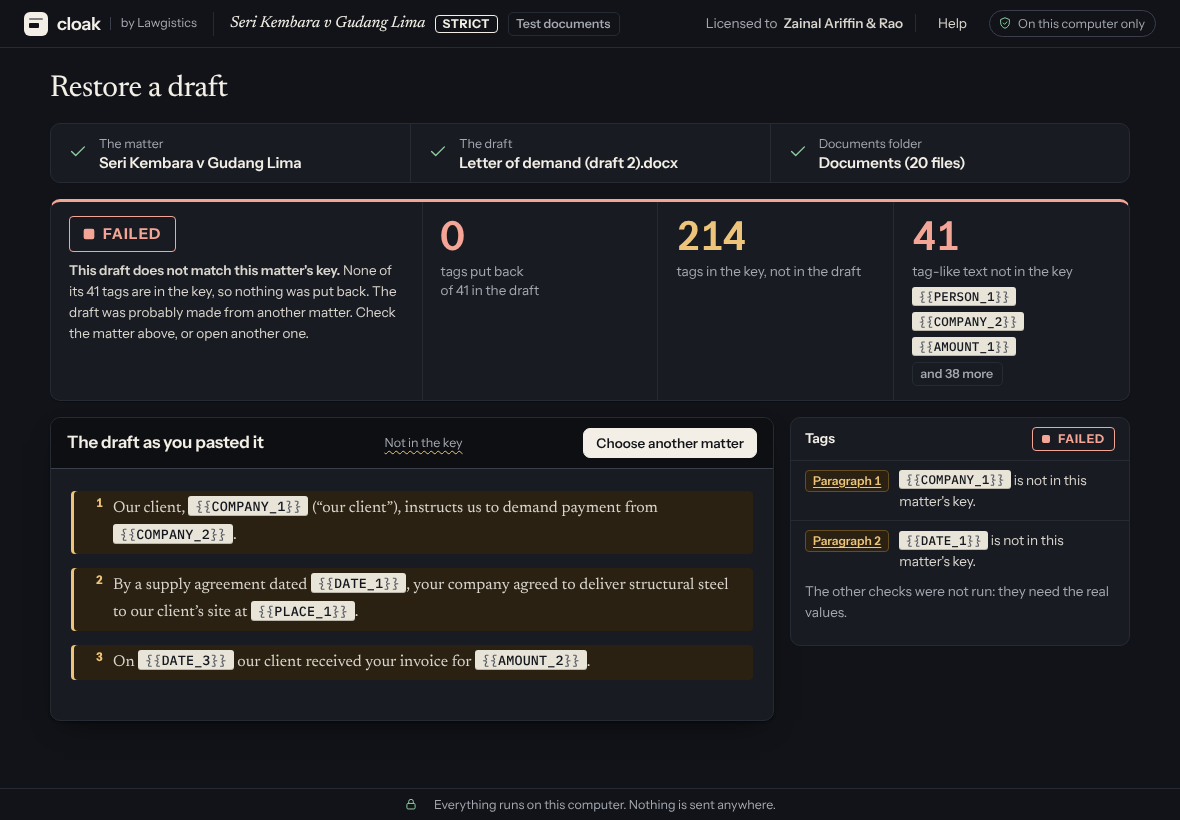 cloak by Lawgistics Seri Kembara v Gudang Lima STRICT Test documents Licensed to Zainal Ariffin & Rao Help On this computer only
Restore a draft
The matter
Seri Kembara v Gudang Lima
The draft
Letter of demand (draft 2).docx
Documents folder
Documents (20 files)
FAILED
This draft does not match this matter's key. None of
its 41 tags are in the key, so nothing was put back. The
draft was probably made from another matter. Check
the matter above, or open another one.
0
tags put back
of 41 in the draft
214
tags in the key, not in the draft
41
tag-like text not in the key
{{PERSON_1}}
{{COMPANY_2}}
{{AMOUNT_1}}
and 38 more
The draft as you pasted it Not in the key Choose another matter
1 Our client, {{COMPANY_1}} (“our client”), instructs us to demand payment from
{{COMPANY_2}}.
2 By a supply agreement dated {{DATE_1}}, your company agreed to deliver structural steel
to our client’s site at {{PLACE_1}}.
3 On {{DATE_3}} our client received your invoice for {{AMOUNT_2}}.
Tags FAILED
Paragraph 1 {{COMPANY_1}} is not in this
matter's key.
Paragraph 2 {{DATE_1}} is not in this
matter's key.
The other checks were not run: they need the real
values.
Everything runs on this computer. Nothing is sent anywhere.